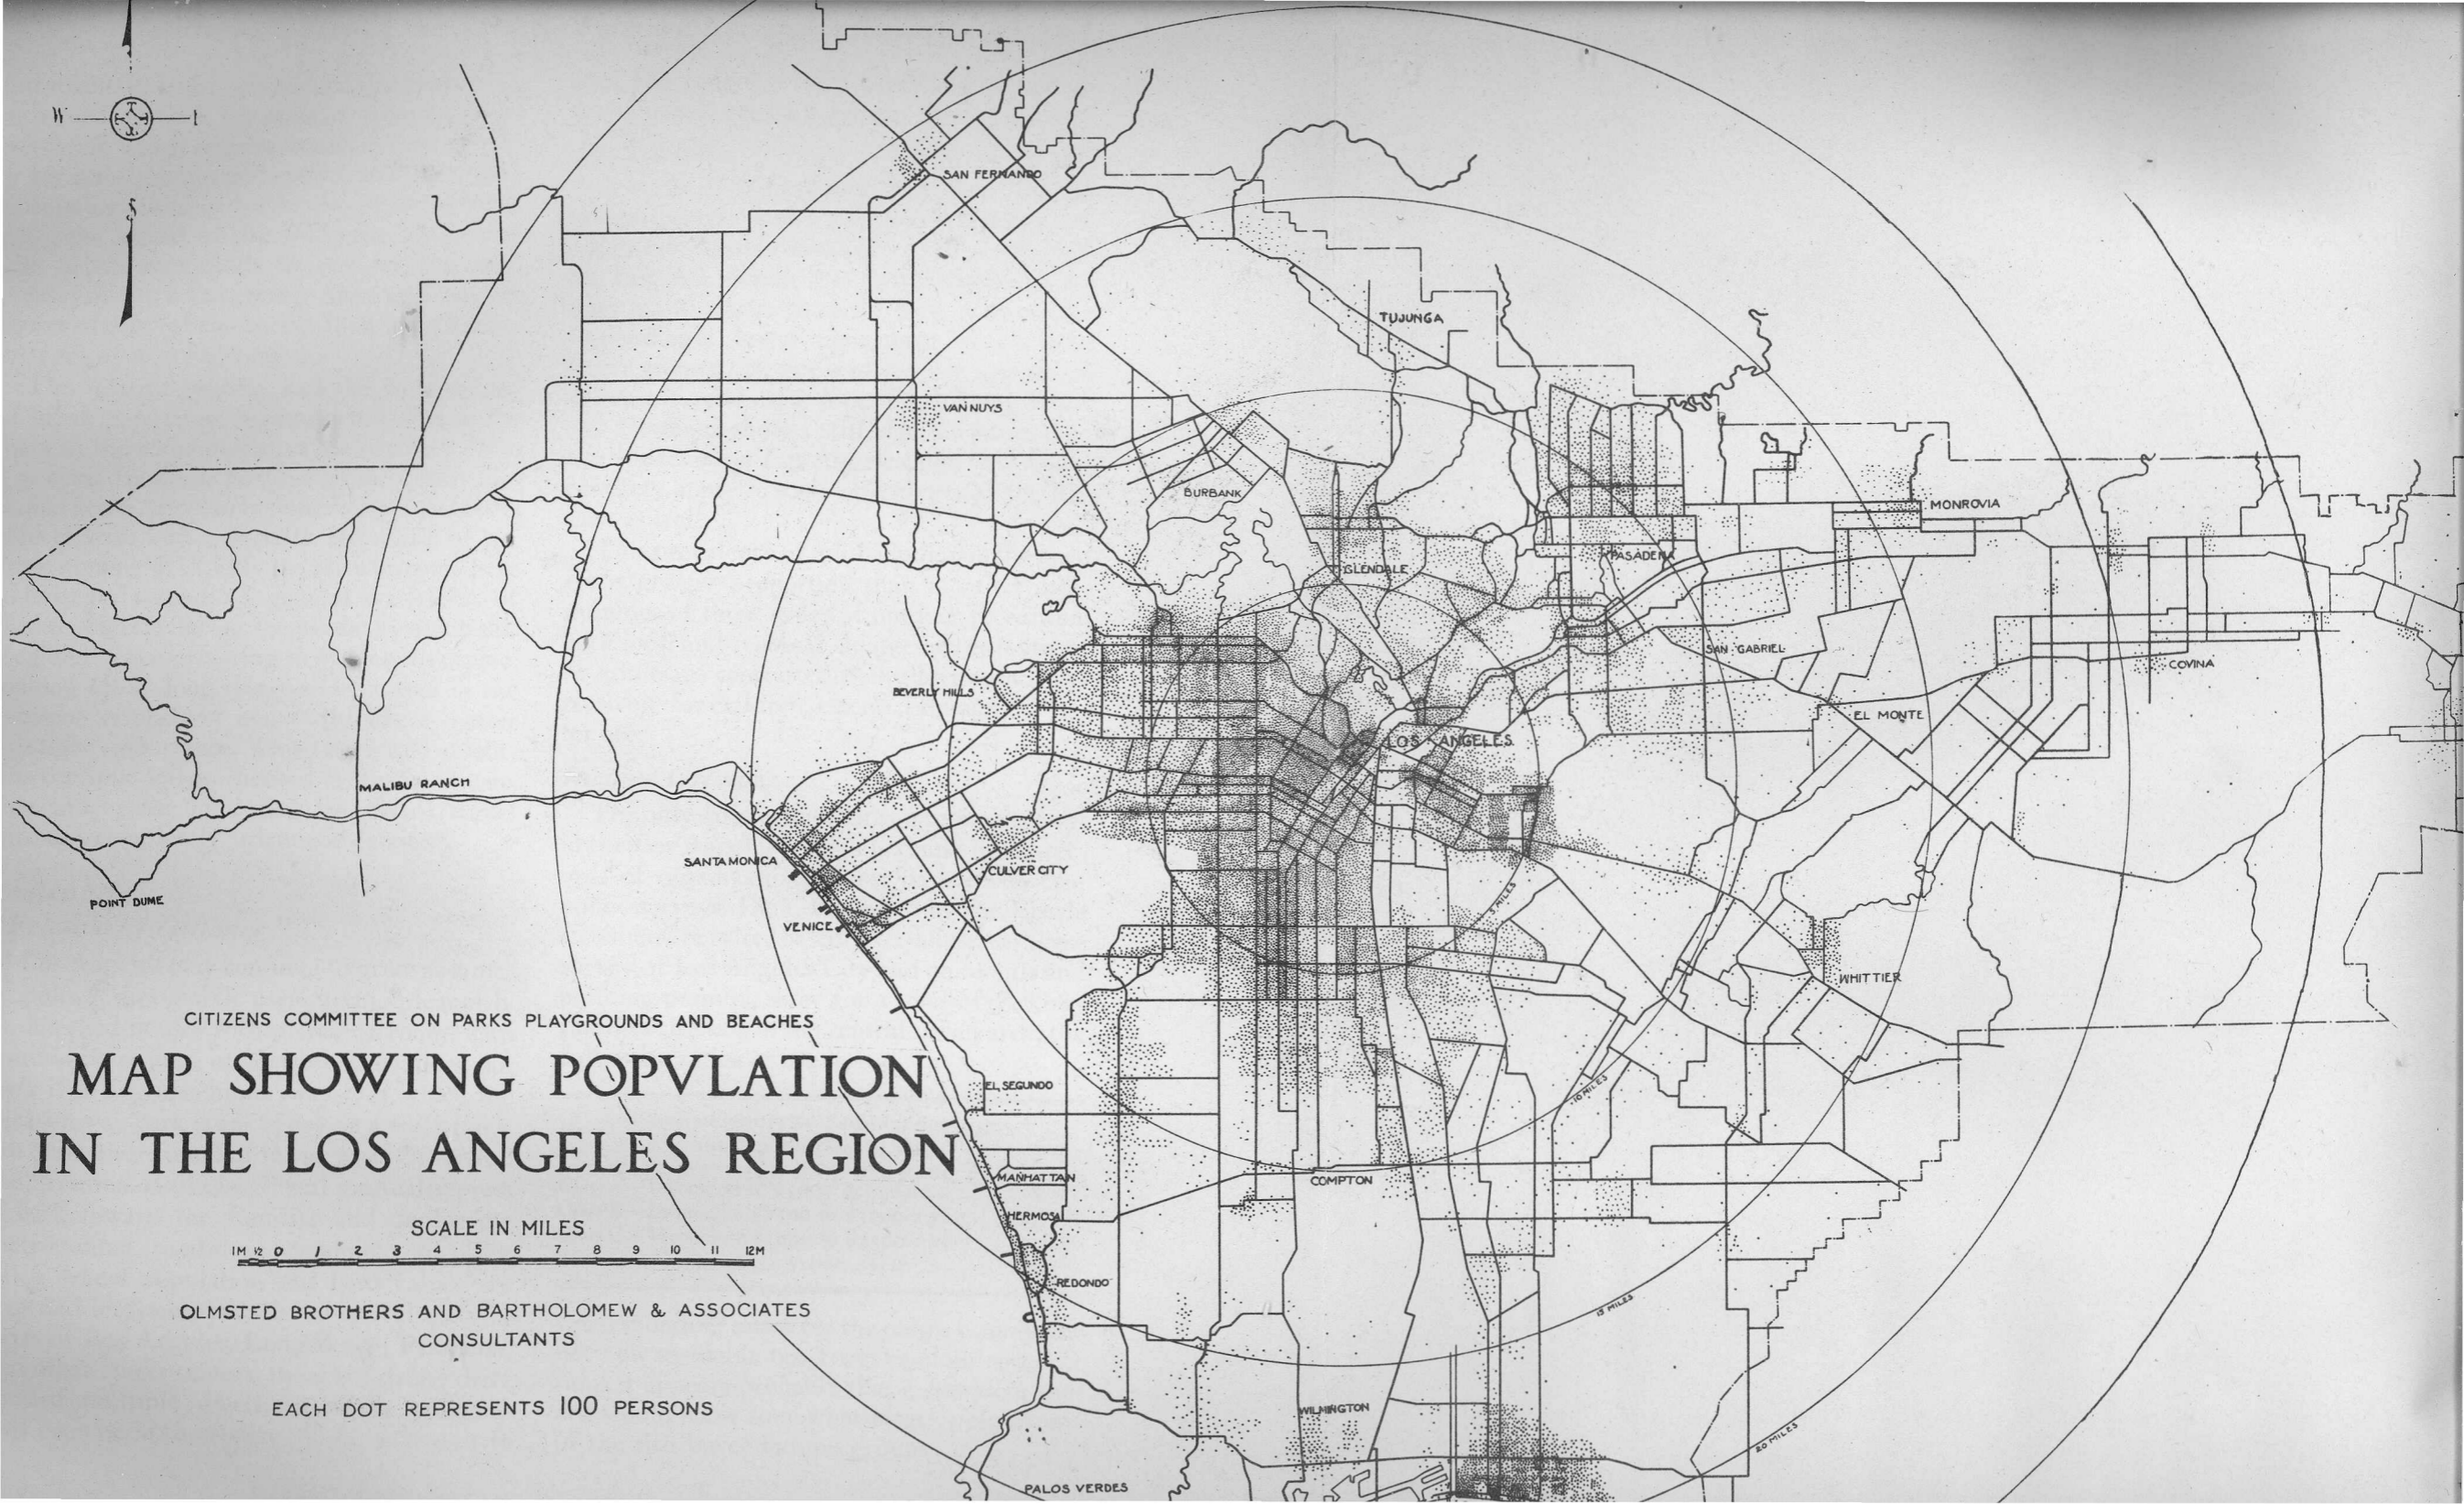 W
S
SAN FERNANDO
TUJUNGA
VAN NUYS
BURBANK
MONROVIA
PASADENA
GLENDALE
SAN GABRIEL
COVINA
BEVERLY HILLS
EL MONTE
LOS ANGELES
MALIBU RANCH
SANTA MONICA
CULVER CITY
POINT DUME
5 MILES
VENICE
WHITTIER
CITIZENS COMMITTEE ON PARKS PLAYGROUNDS AND BEACHES
MAP SHOWING POPVLATION
IN THE LOS ANGELES REGION
EL SEGUNDO
10 MILES
MANHATTAN
COMPTON
HERMOSA
SCALE IN MILES
1M ½ 0 1 2 3 4 5 6 7 8 9 10 11 12M
REDONDO
15 MILES
OLMSTED BROTHERS AND BARTHOLOMEW & ASSOCIATES
CONSULTANTS
EACH DOT REPRESENTS 100 PERSONS
WILMINGTON
20 MILES
PALOS VERDES